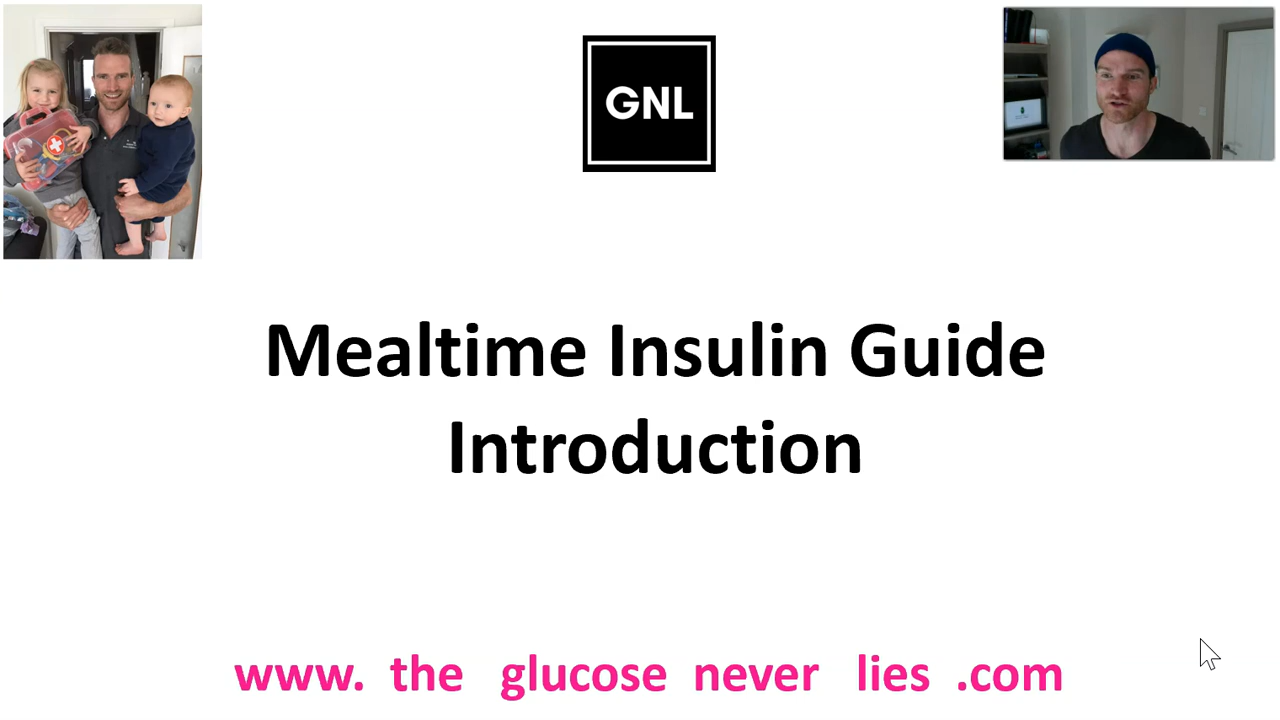 GNL
Mealtime Insulin Guide
Introduction
www. the glucose never lies .com